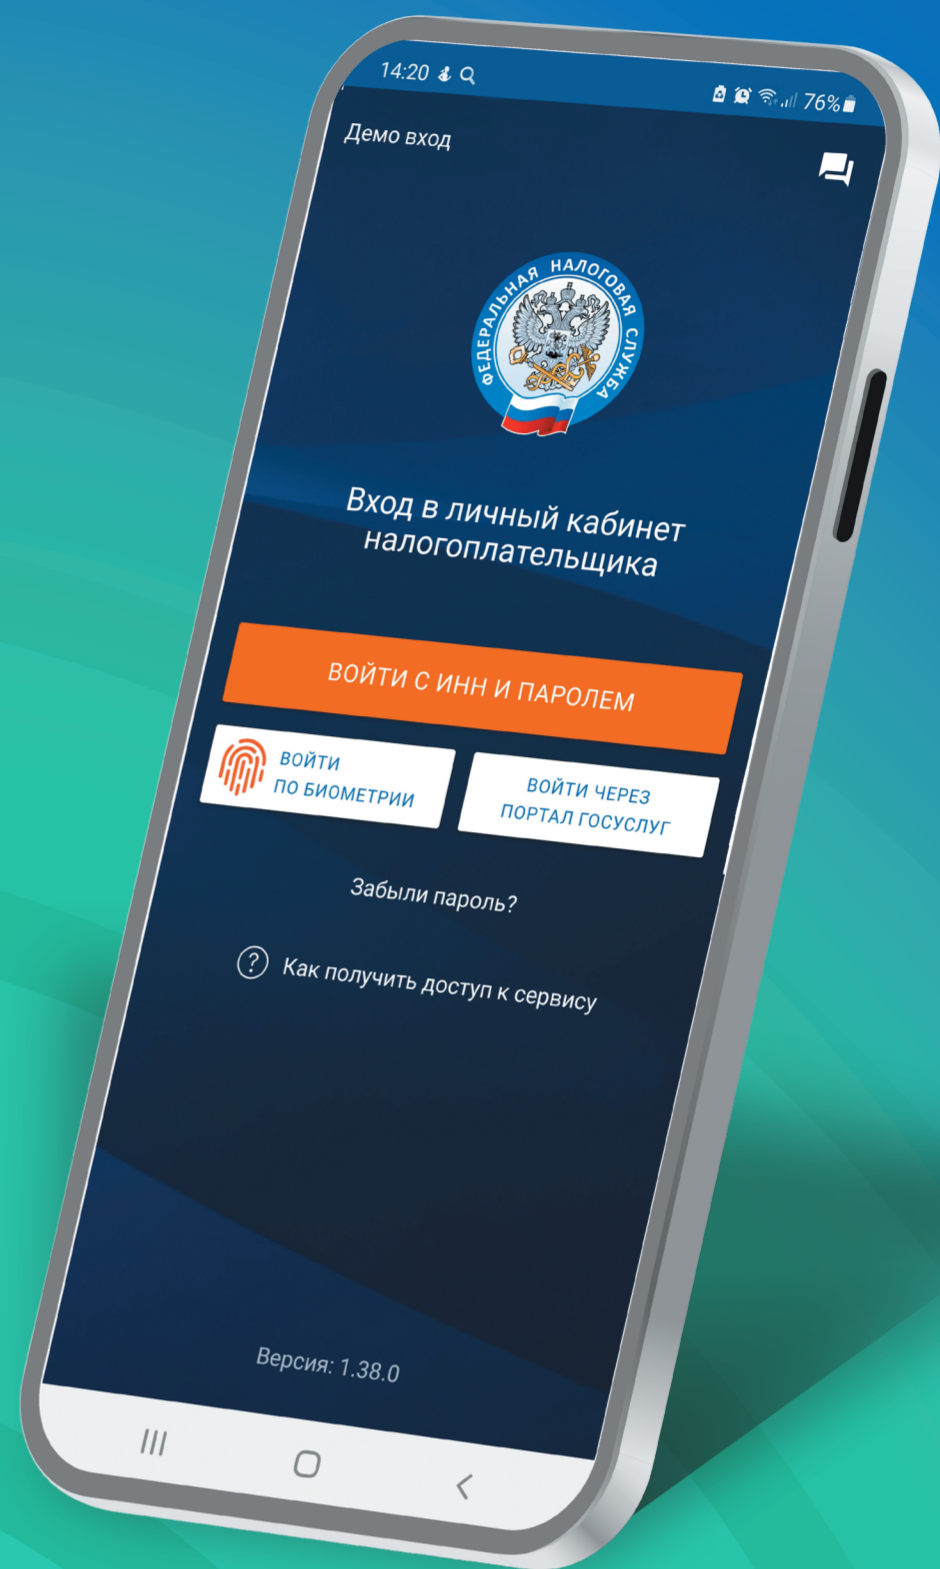 14:20
76%
Демо вход
ФЕДЕРАЛЬНАЯ НАЛОГОВАЯ СЛУЖБА
Вход в личный кабинет
налогоплательщика
ВОЙТИ С ИНН И ПАРОЛЕМ
ВОЙТИ
ПО БИОМЕТРИИ
ВОЙТИ ЧЕРЕЗ
ПОРТАЛ ГОСУСЛУГ
Забыли пароль?
? Как получить доступ к сервису
Версия: 1.38.0